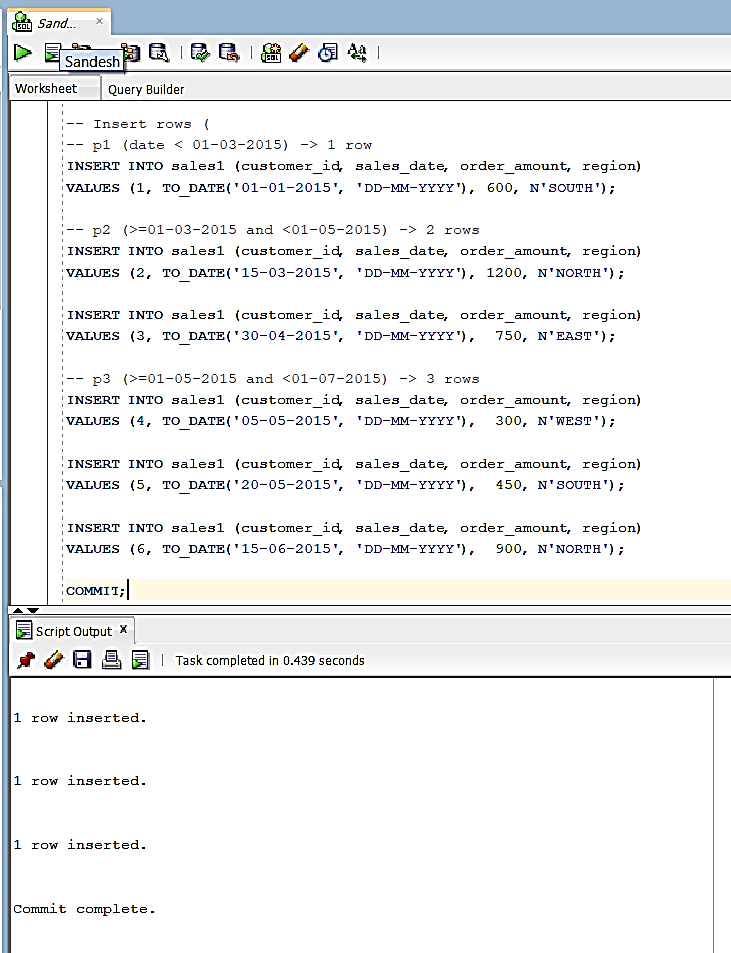 Sand...
Sandesh
Worksheet Query Builder
-- Insert rows (
-- p1 (date < 01-03-2015) -> 1 row
INSERT INTO sales1 (customer_id, sales_date, order_amount, region)
VALUES (1, TO_DATE('01-01-2015', 'DD-MM-YYYY'), 600, N'SOUTH');
-- p2 (>=01-03-2015 and <01-05-2015) -> 2 rows
INSERT INTO sales1 (customer_id, sales_date, order_amount, region)
VALUES (2, TO_DATE('15-03-2015', 'DD-MM-YYYY'), 1200, N'NORTH');
INSERT INTO sales1 (customer_id, sales_date, order_amount, region)
VALUES (3, TO_DATE('30-04-2015', 'DD-MM-YYYY'),  750, N'EAST');
-- p3 (>=01-05-2015 and <01-07-2015) -> 3 rows
INSERT INTO sales1 (customer_id, sales_date, order_amount, region)
VALUES (4, TO_DATE('05-05-2015', 'DD-MM-YYYY'),  300, N'WEST');
INSERT INTO sales1 (customer_id, sales_date, order_amount, region)
VALUES (5, TO_DATE('20-05-2015', 'DD-MM-YYYY'),  450, N'SOUTH');
INSERT INTO sales1 (customer_id, sales_date, order_amount, region)
VALUES (6, TO_DATE('15-06-2015', 'DD-MM-YYYY'),  900, N'NORTH');
COMMIT;
Script Output
Task completed in 0.439 seconds
1 row inserted.
1 row inserted.
1 row inserted.
Commit complete.